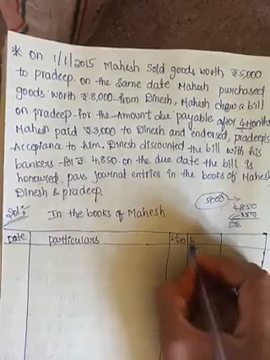 * On 1/1/2015 Mahesh Sold goods worth ₹5,000
to pradeep. on the same date Mahesh purchased
goods worth ₹8,000 from Dinesh, Mahesh drew a bill
on pradeep for the Amount due payable after 4 Months
Mahesh paid ₹3,000 to Dinesh and endorsed, pradeep's
Acceptance to him. Dinesh discounted the bill with his
bankers for ₹4,850 on the due date the bill is
honoured. pass journal entries in the books of Mahesh
Dinesh & pradeep.
5000
4,850
150
Sol:-
In the books of Mahesh
Date particulars